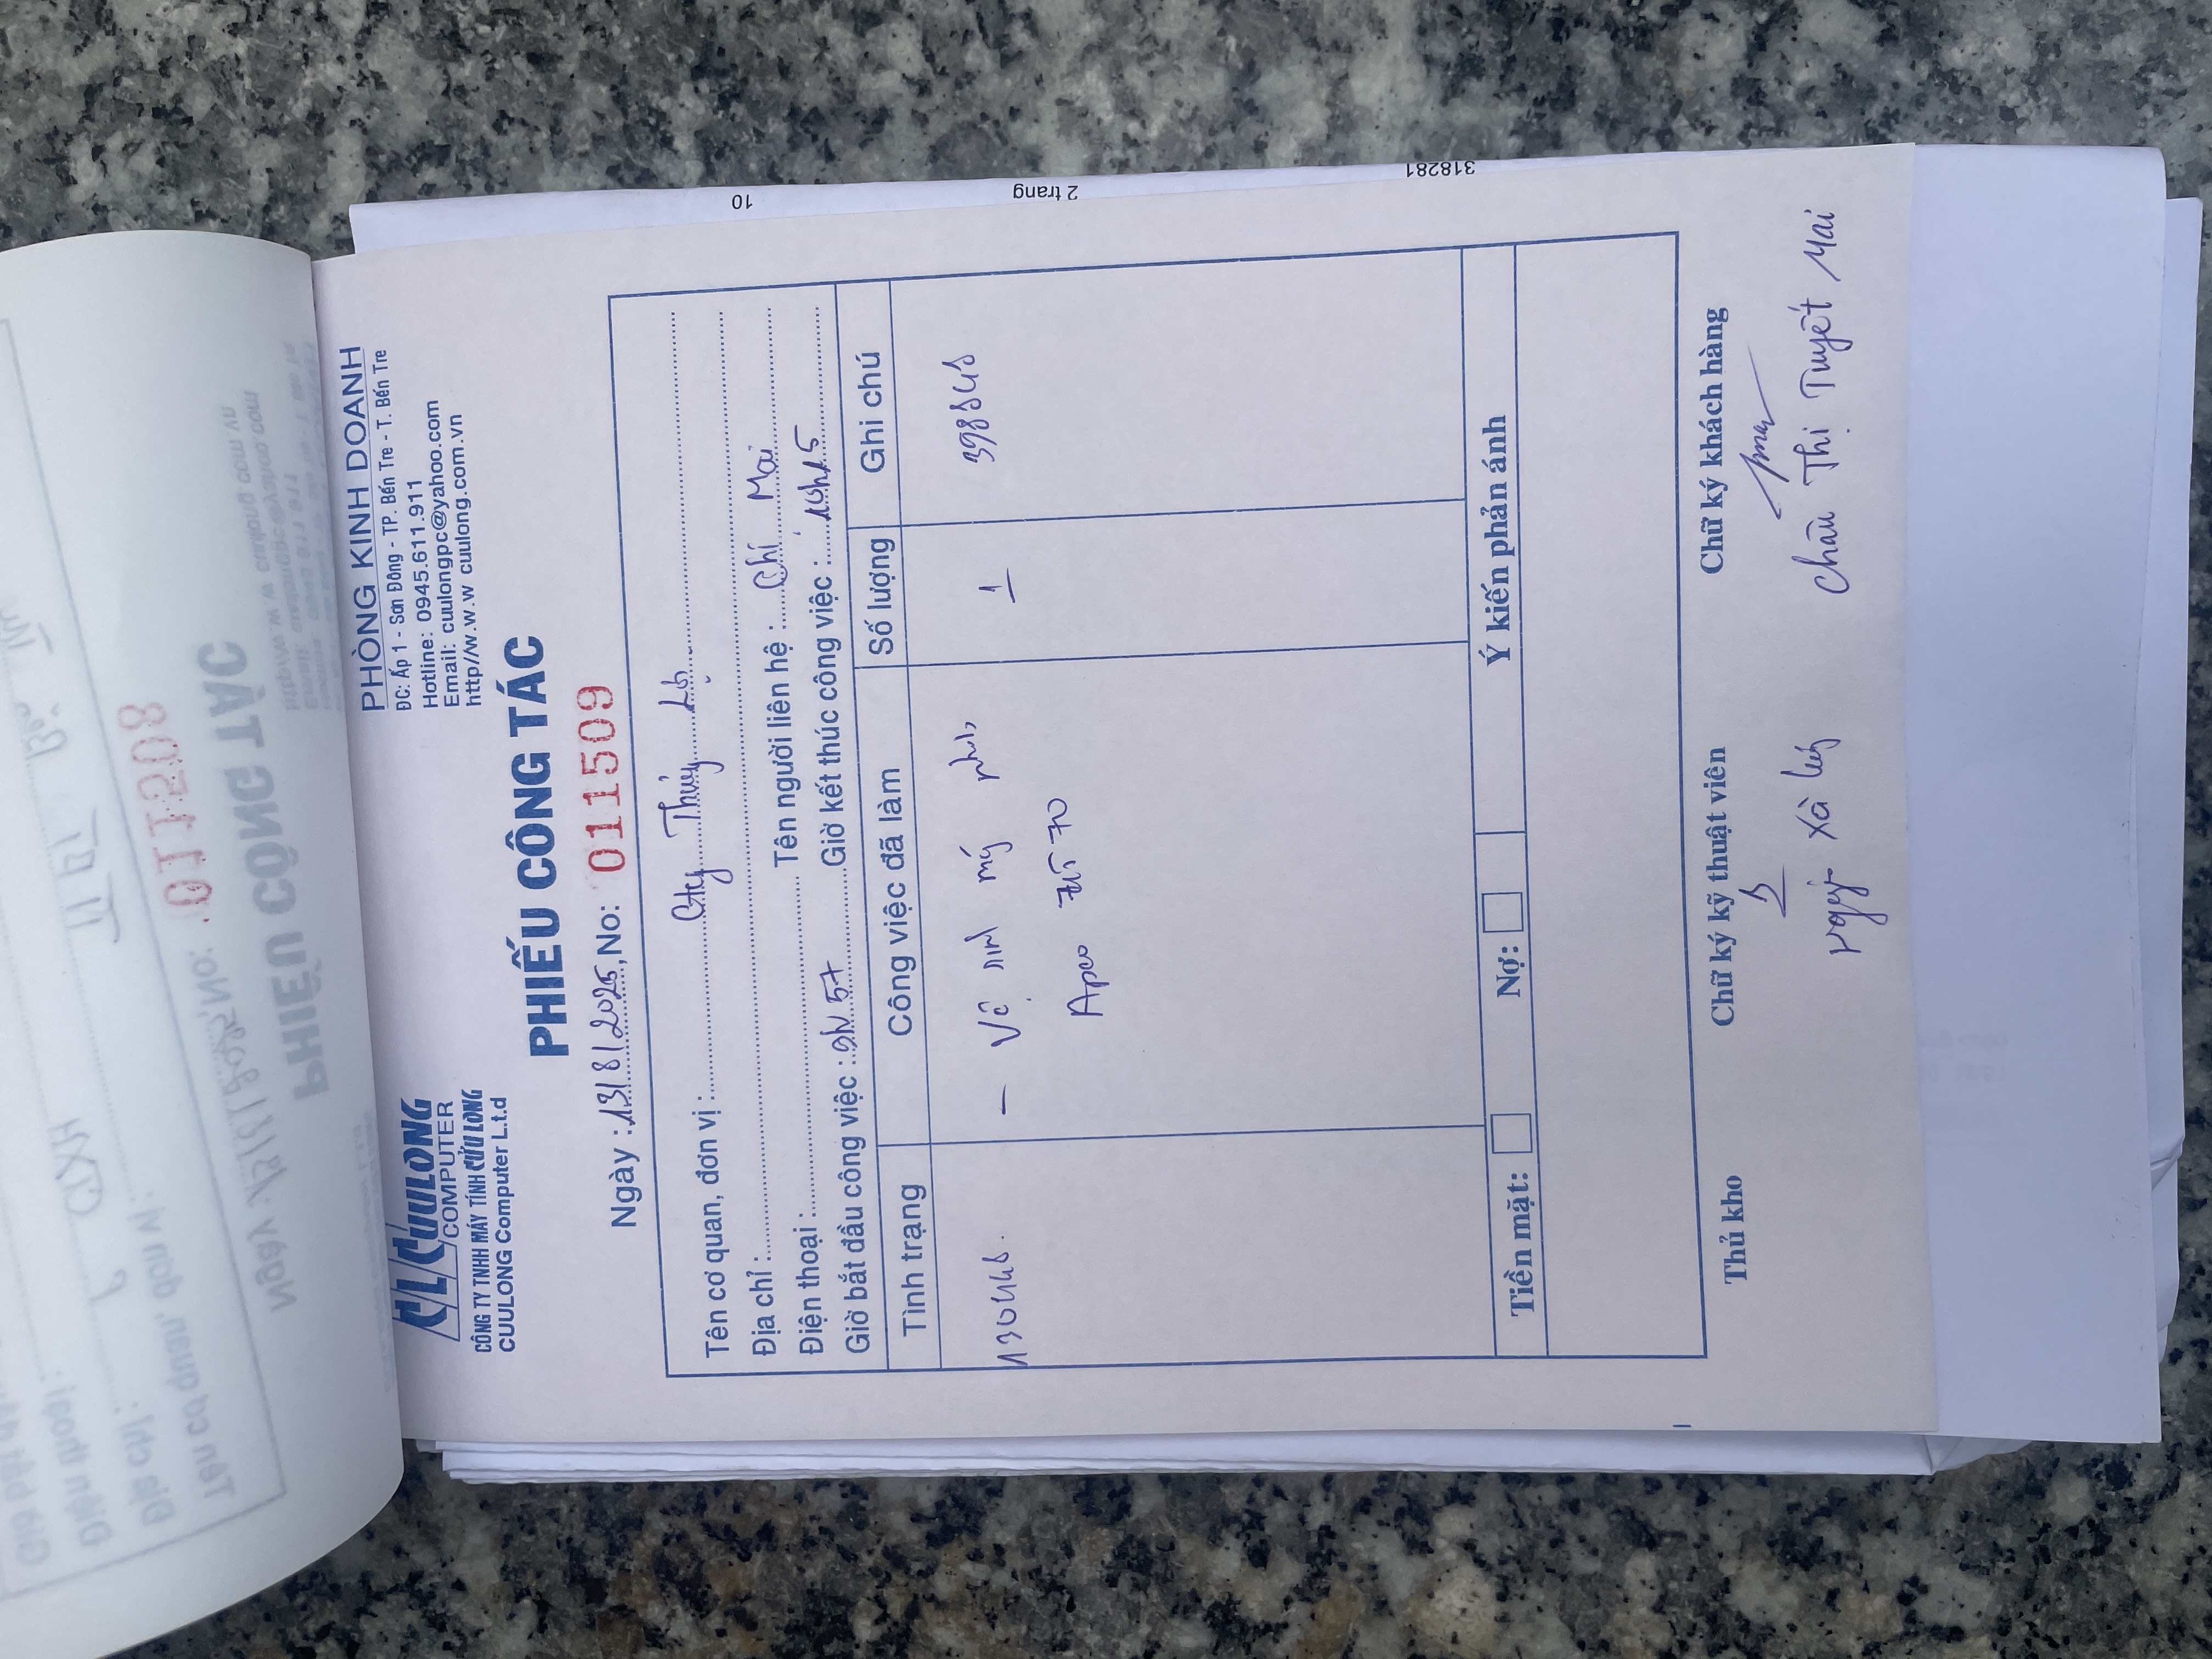 CL CUULONG
COMPUTER
CÔNG TY TNHH MÁY TÍNH CỬU LONG
CUULONG Computer L.t.d
PHÒNG KINH DOANH
ĐC: Ấp 1 - Sơn Đông - TP. Bến Tre - T. Bến Tre
Hotline: 0945.611.911
Email: cuulongpc@yahoo.com
http//w.w.w cuulong.com.vn
PHIẾU CÔNG TÁC
Ngày : 13/8/2025, No: 011509
Tên cơ quan, đơn vị : Cty Thủy
Địa chỉ :
Điện thoại : Tên người liên hệ : Chí Mai
Giờ bắt đầu công việc : 9h57 Giờ kết thúc công việc : 10h15
Tình trạng Công việc đã làm Số lượng Ghi chú
- Vệ sinh máy 1
Tiền mặt: Nợ: Ý kiến phản ánh
Thủ kho Chữ ký kỹ thuật viên Chữ ký khách hàng
Châu Thị Tuyết Mai
10
2 trang
318281
011508
PHIẾU CÔNG TÁC